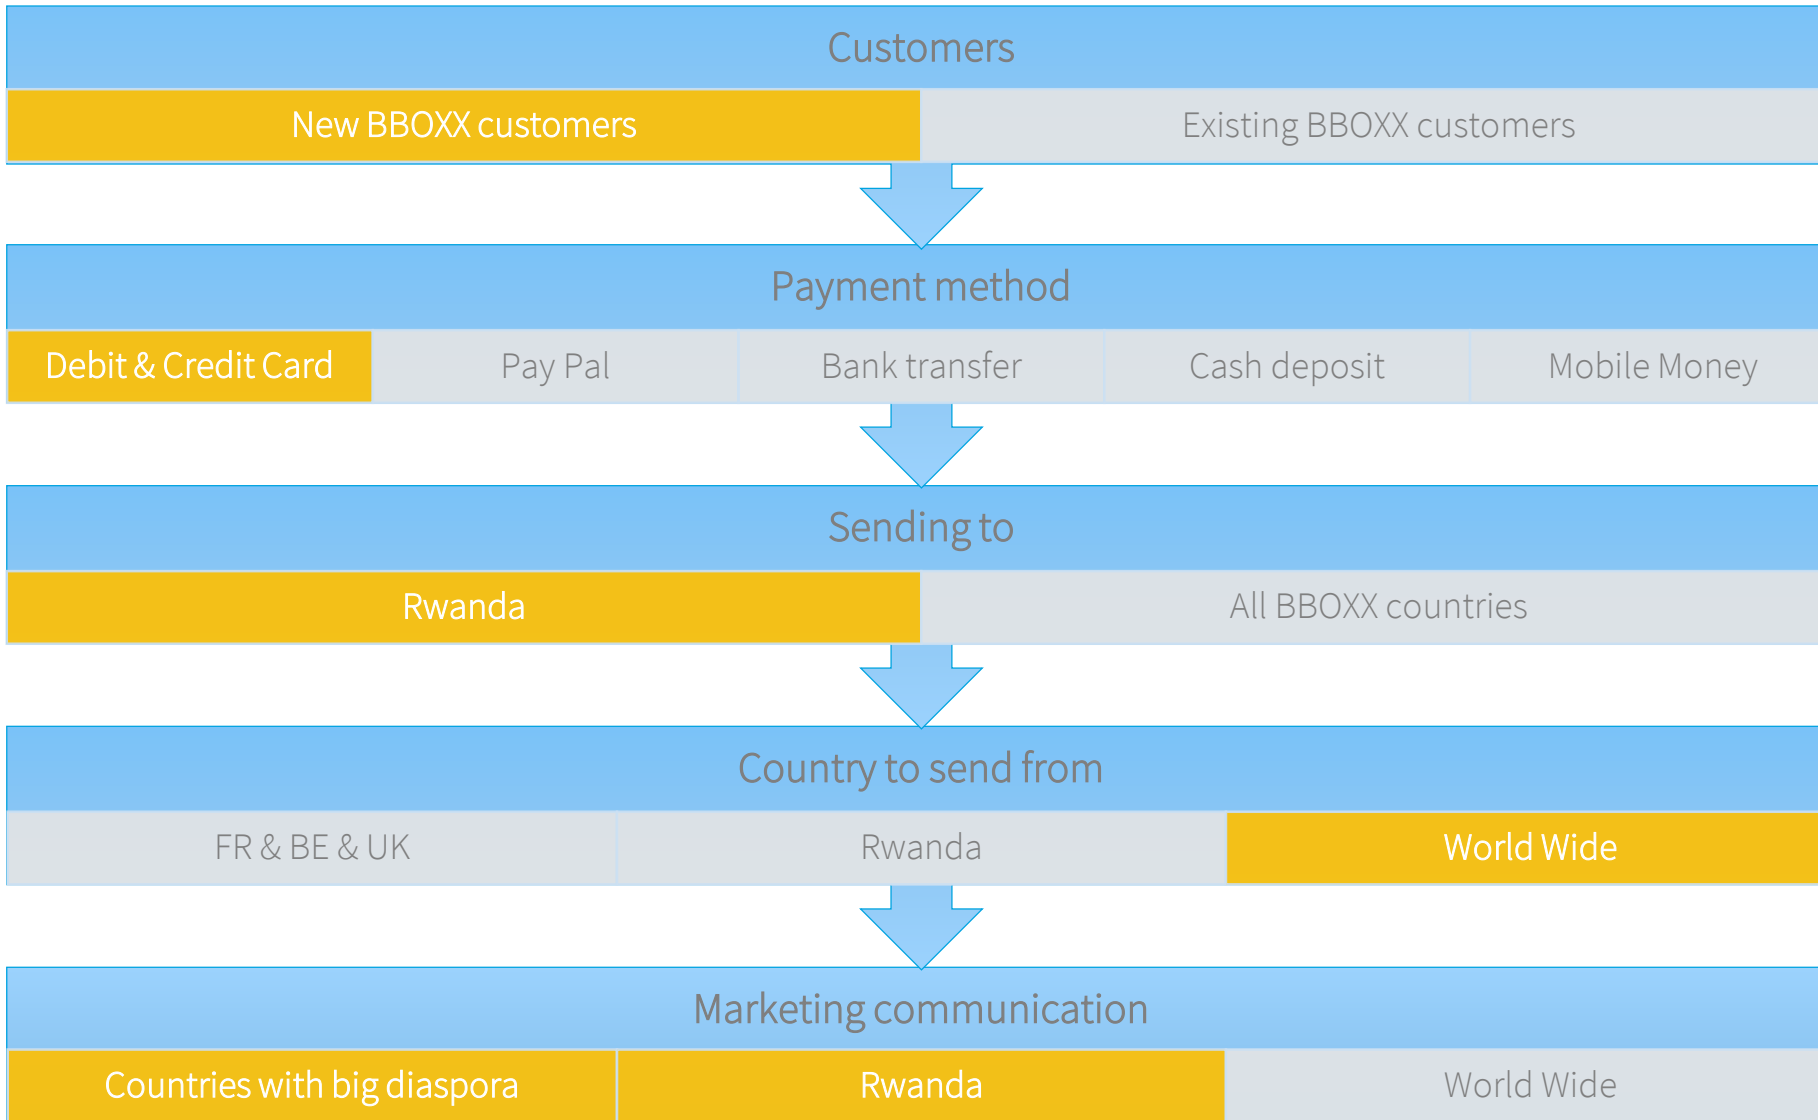 Customers
New BBOXX customers
Existing BBOXX customers
Payment method
Debit & Credit Card
Pay Pal
Bank transfer
Cash deposit
Mobile Money
Sending to
Rwanda
All BBOXX countries
Country to send from
FR & BE & UK
Rwanda
World Wide
Marketing communication
Countries with big diaspora
Rwanda
World Wide